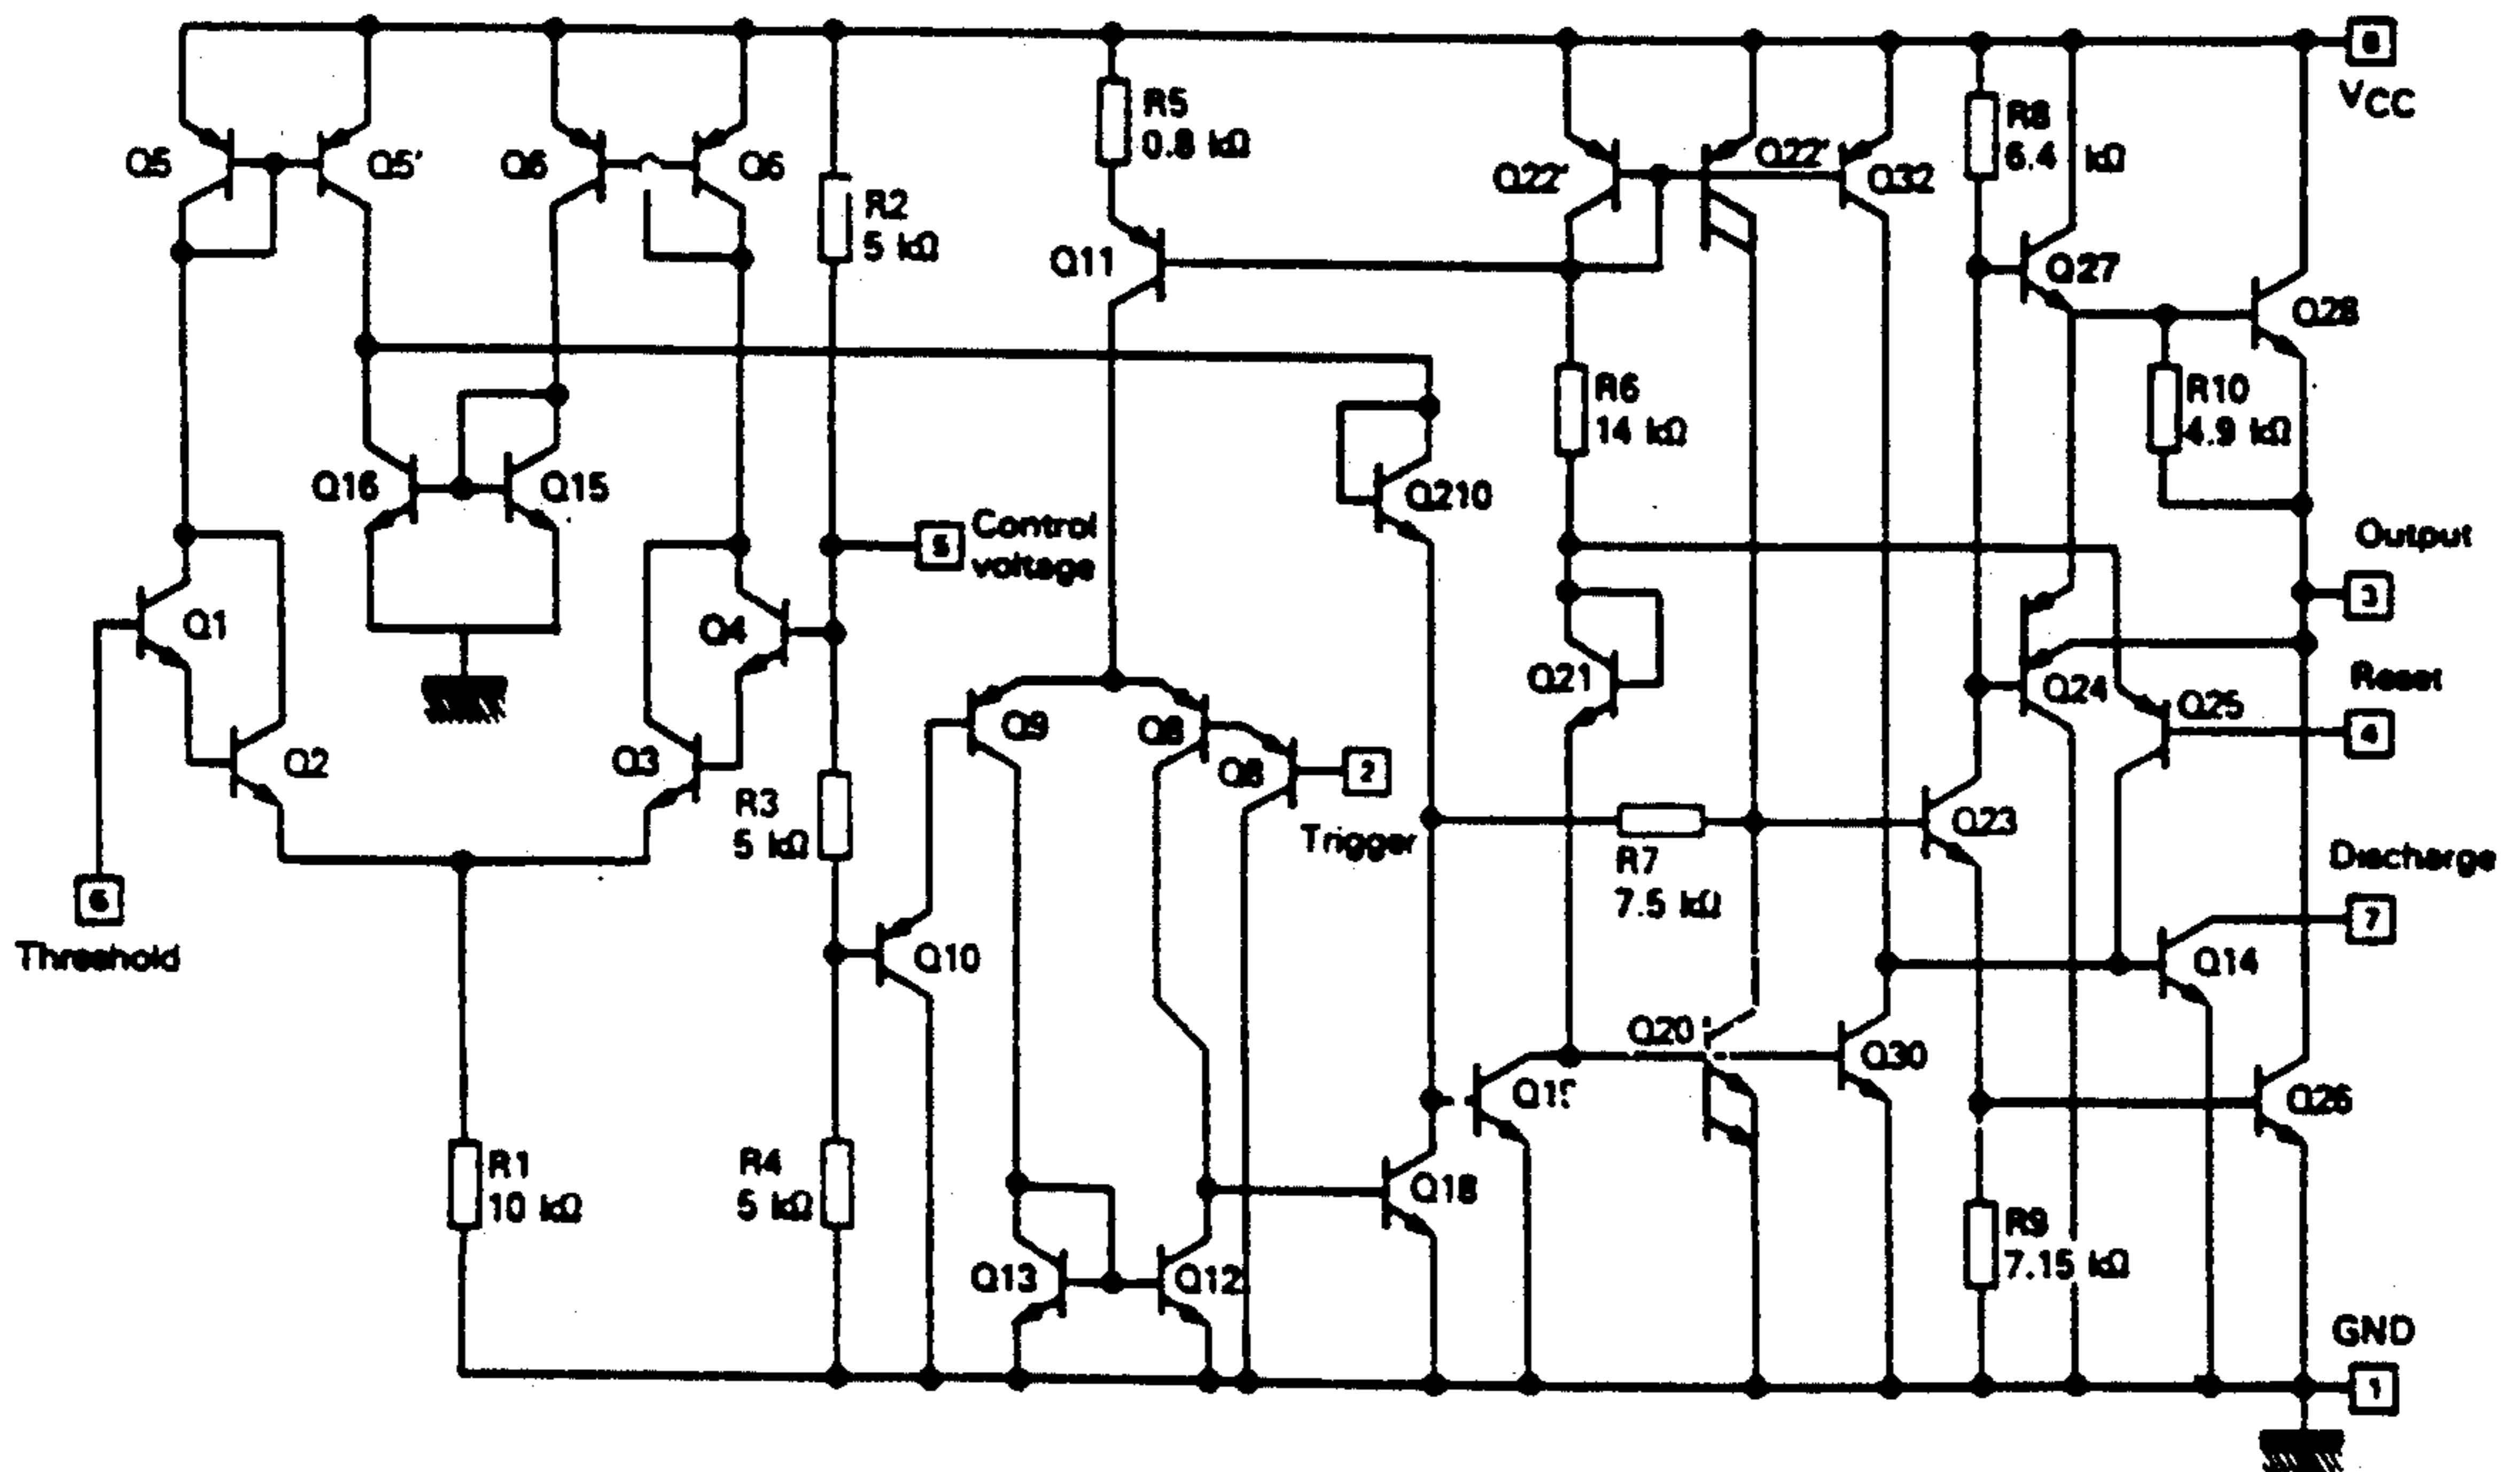 VCC
Q5
Q5'
Q6
Q6
R2
5 kΩ
R5
0.8 kΩ
Q11
Q22'
Q22'
Q32
R8
6.4 kΩ
Q27
Q28
R6
14 kΩ
R10
4.9 kΩ
Q16
Q15
Q210
5
Control
voltage
Output
3
Q1
Q4
Q21
Reset
Q24
Q25
4
Q2
Q3
Q9
Q8
2
Trigger
R3
5 kΩ
R7
7.5 kΩ
Q23
Discharge
7
6
Threshold
Q10
Q14
Q20
Q30
Q26
R1
10 kΩ
R4
5 kΩ
Q18
R9
7.15 kΩ
Q13
Q12
GND
1